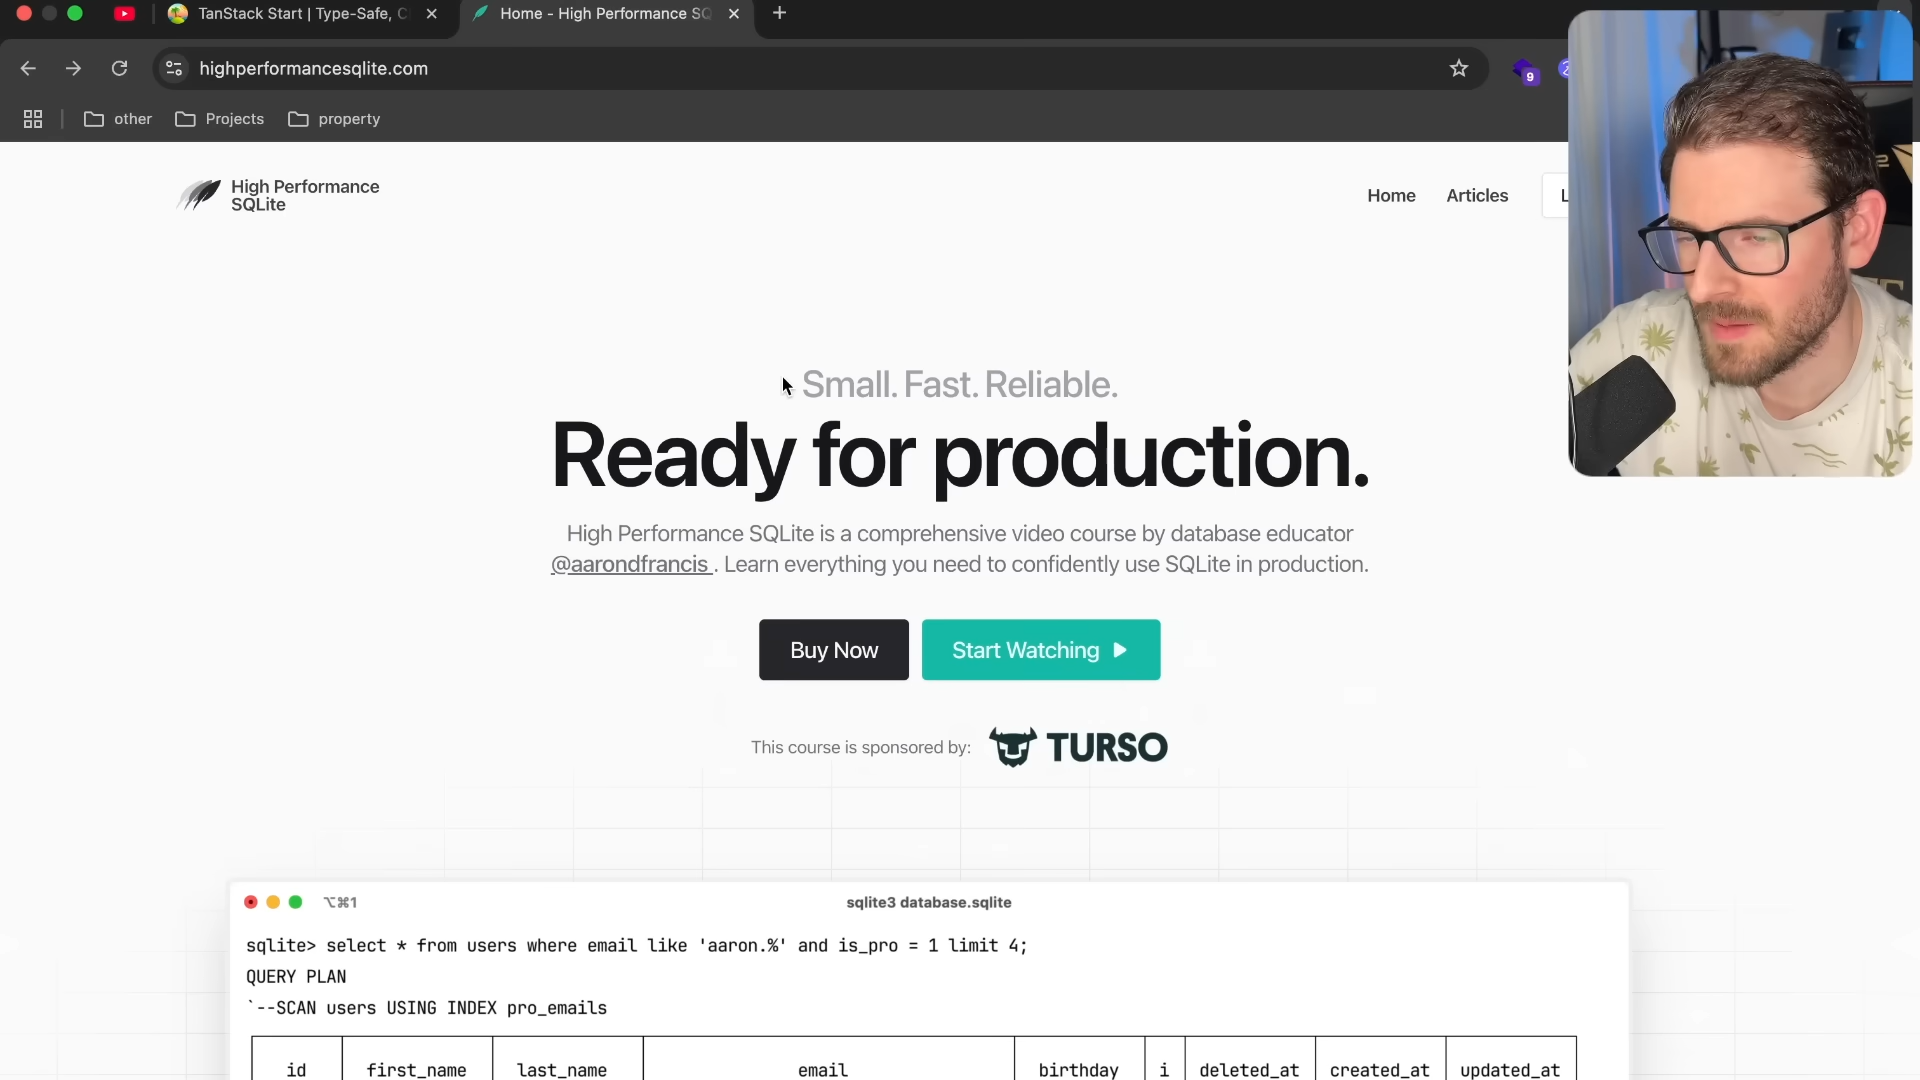 TanStack Start | Type-Safe, C
Home - High Performance SQ
highperformancesqlite.com
9
other
Projects
property
High Performance
SQLite
Home
Articles
L
Small. Fast. Reliable.
Ready for production.
High Performance SQLite is a comprehensive video course by database educator
@aarondfrancis . Learn everything you need to confidently use SQLite in production.
Buy Now
Start Watching
This course is sponsored by:
TURSO
⌥⌘1
sqlite3 database.sqlite
sqlite> select * from users where email like 'aaron.%' and is_pro = 1 limit 4;
QUERY PLAN
`--SCAN users USING INDEX pro_emails
id first_name last_name email birthday i deleted_at created_at updated_at